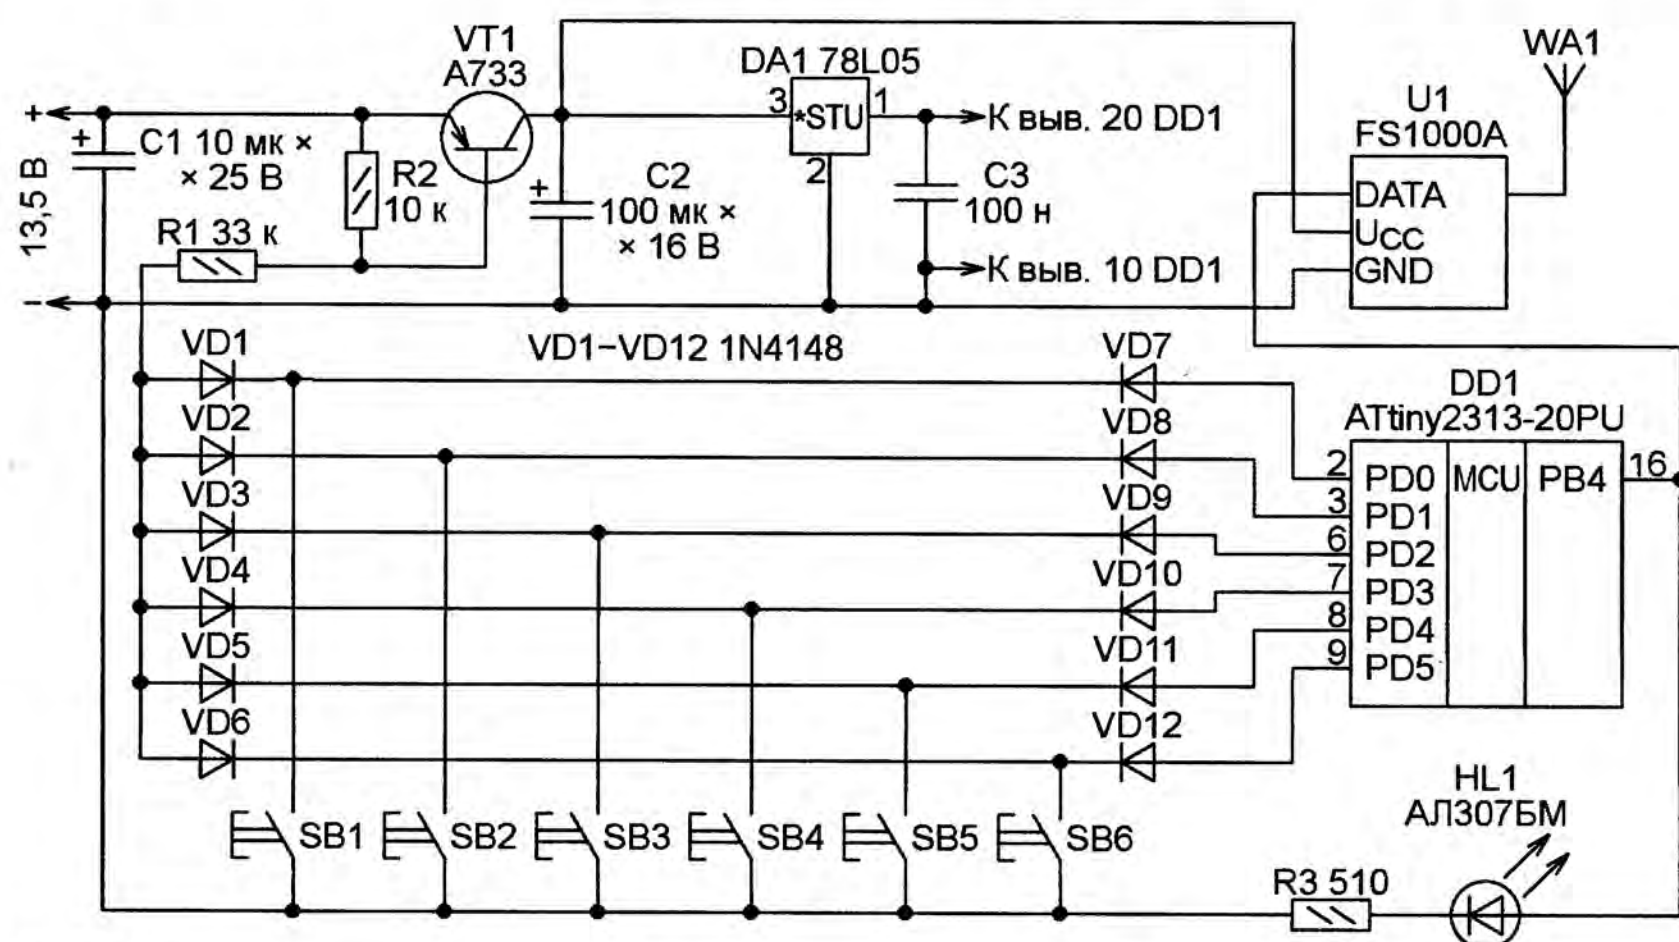 VT1
A733
DA1 78L05
WA1
U1
FS1000A
+
3
*STU
1
К выв. 20 DD1
+
C1 10 мк ×
× 25 В
R2
10 к
2
C3
100 н
DATA
UCC
GND
13,5 В
R1 33 к
+
C2
100 мк ×
× 16 В
К выв. 10 DD1
–
VD1
VD1–VD12 1N4148
VD7
DD1
ATtiny2313-20PU
VD2
VD8
2
PD0
MCU
PB4
16
VD3
VD9
3
PD1
6
PD2
VD4
VD10
7
PD3
VD5
VD11
8
PD4
9
PD5
VD6
VD12
HL1
АЛ307БМ
SB1
SB2
SB3
SB4
SB5
SB6
R3 510